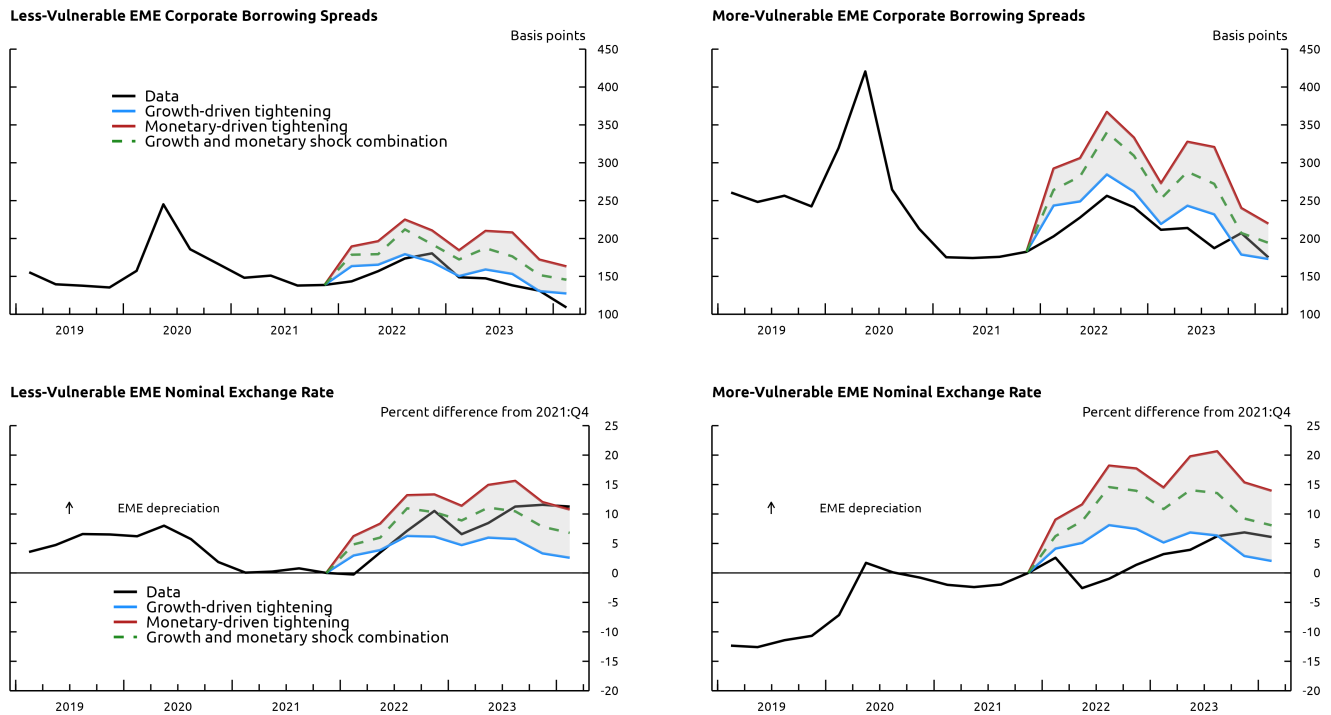 Less-Vulnerable EME Corporate Borrowing Spreads
Basis points
450
400
350
300
250
200
150
100
Data
Growth-driven tightening
Monetary-driven tightening
Growth and monetary shock combination
2019 2020 2021 2022 2023
More-Vulnerable EME Corporate Borrowing Spreads
Basis points
450
400
350
300
250
200
150
100
2019 2020 2021 2022 2023
Less-Vulnerable EME Nominal Exchange Rate
Percent difference from 2021:Q4
25
20
15
10
5
0
-5
-10
-15
-20
EME depreciation
Data
Growth-driven tightening
Monetary-driven tightening
Growth and monetary shock combination
2019 2020 2021 2022 2023
More-Vulnerable EME Nominal Exchange Rate
Percent difference from 2021:Q4
25
20
15
10
5
0
-5
-10
-15
-20
EME depreciation
2019 2020 2021 2022 2023